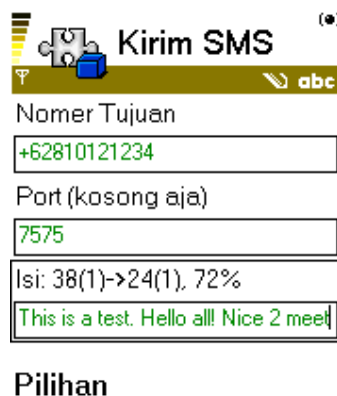 Kirim SMS
abc
Nomer Tujuan
+62810121234
Port (kosong aja)
7575
Isi: 38(1)->24(1), 72%
This is a test. Hello all! Nice 2 meet
Pilihan